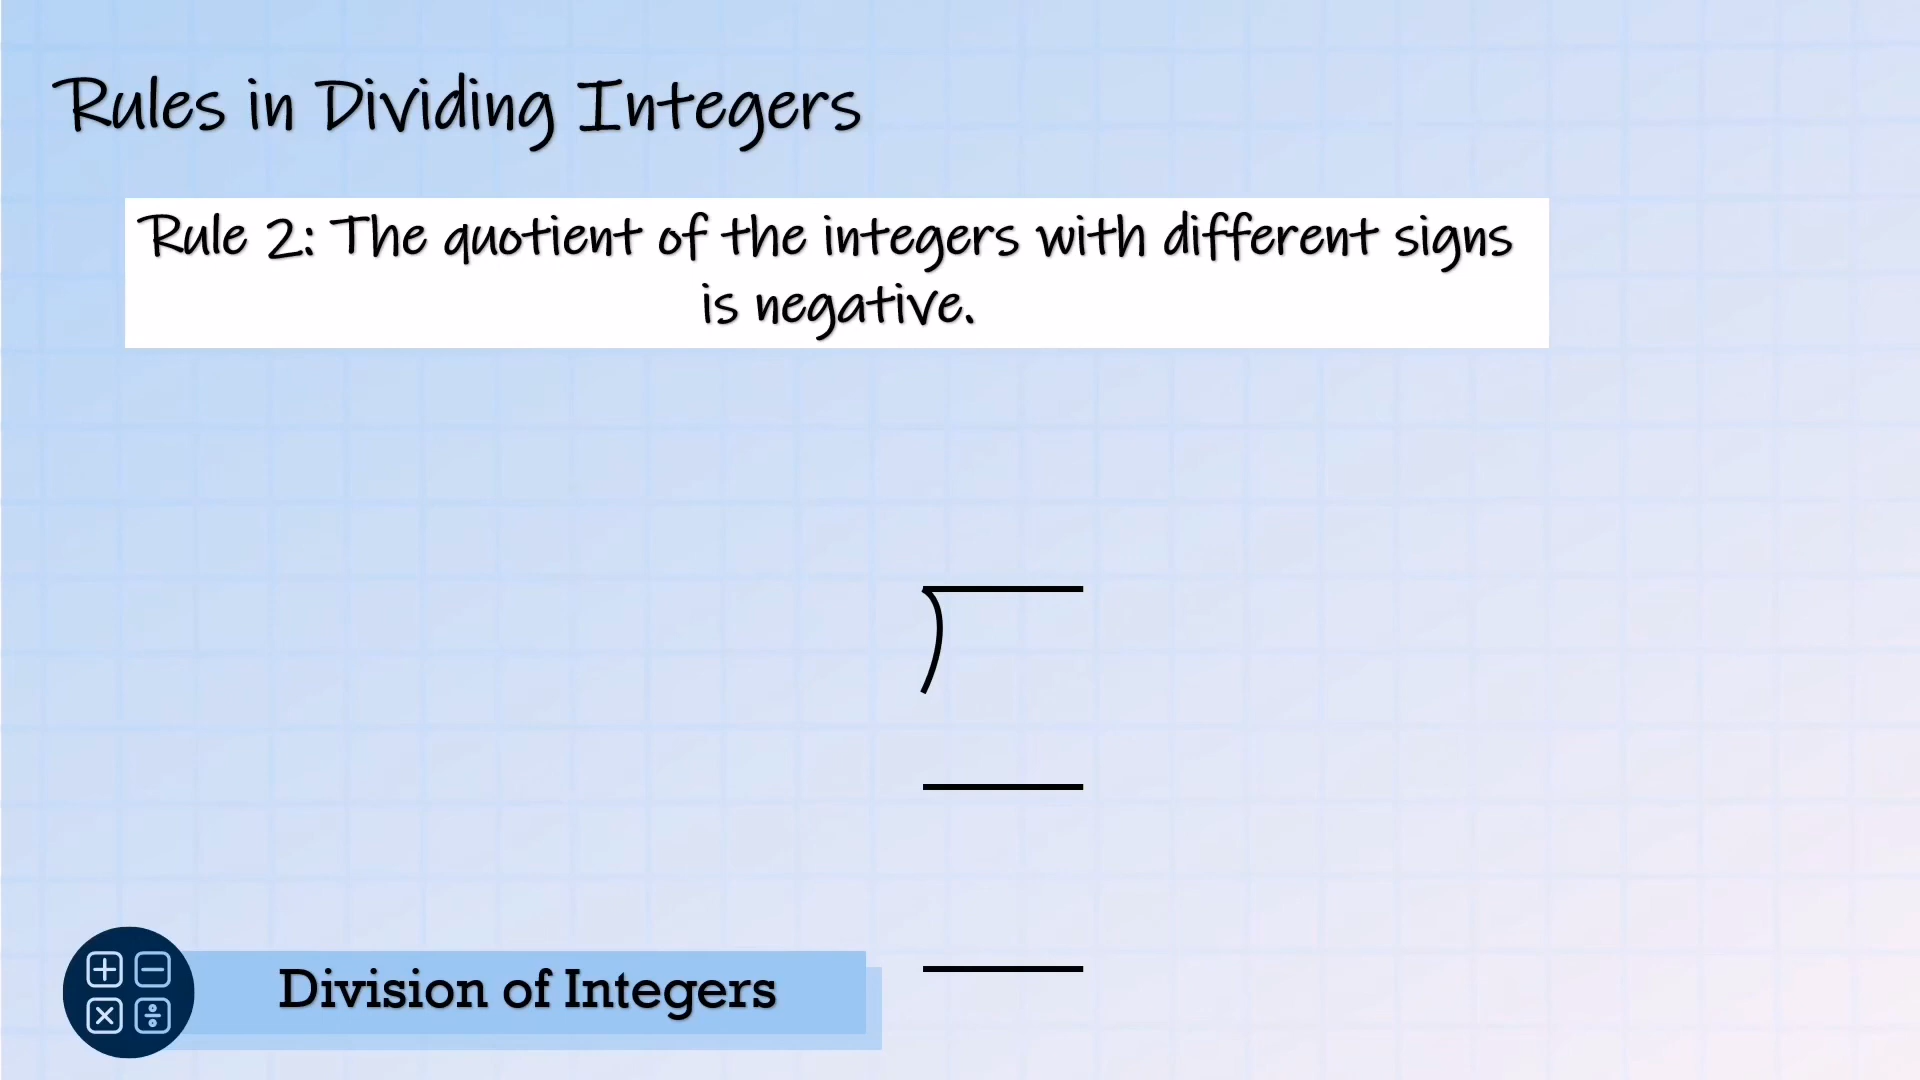 Rules in Dividing Integers
Rule 2: The quotient of the integers with different signs
is negative.
Division of Integers